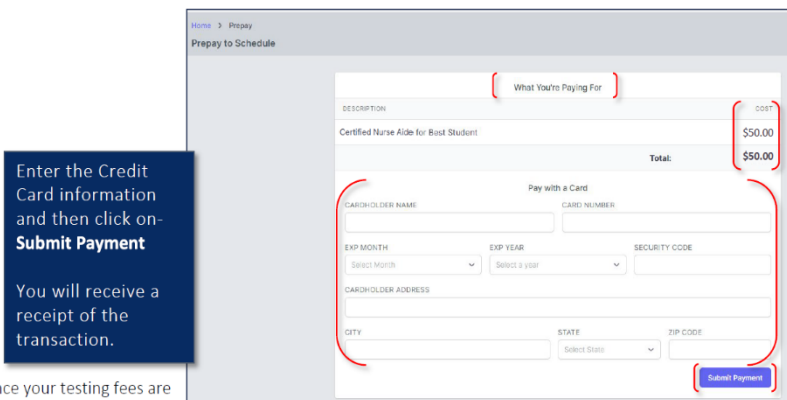 Home > Prepay
Prepay to Schedule
What You're Paying For
DESCRIPTION COST
Certified Nurse Aide for Best Student $50.00
Total: $50.00
Pay with a Card
CARDHOLDER NAME CARD NUMBER
EXP MONTH EXP YEAR SECURITY CODE
Select Month Select a year
CARDHOLDER ADDRESS
CITY STATE ZIP CODE
Select State
Submit Payment
Enter the Credit
Card information
and then click on-
Submit Payment
You will receive a
receipt of the
transaction.
your testing fees are